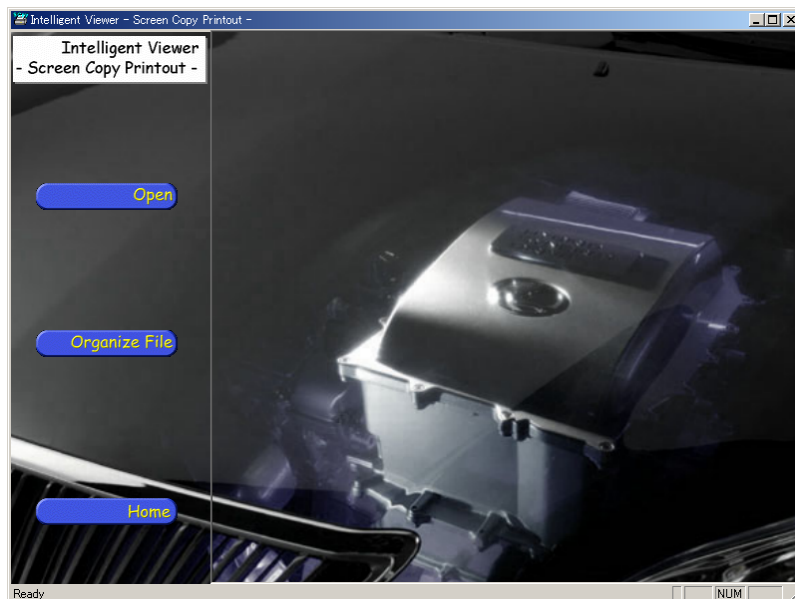 Intelligent Viewer - Screen Copy Printout -
Intelligent Viewer
- Screen Copy Printout -
Open
Organize File
Home
Ready
NUM